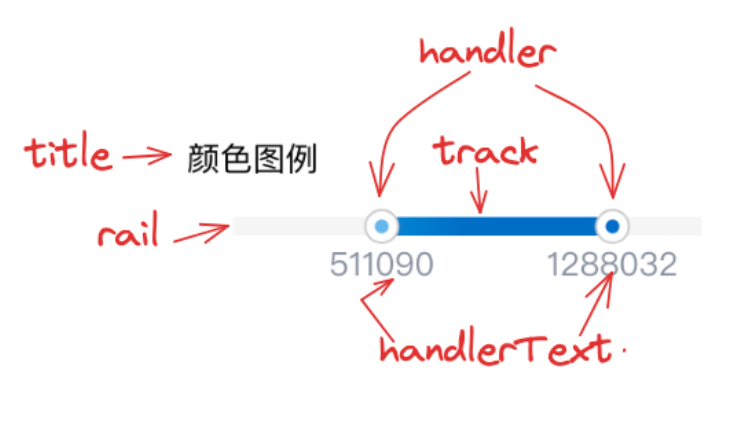 handler
title
颜色图例
track
rail
511090
1288032
handlerText